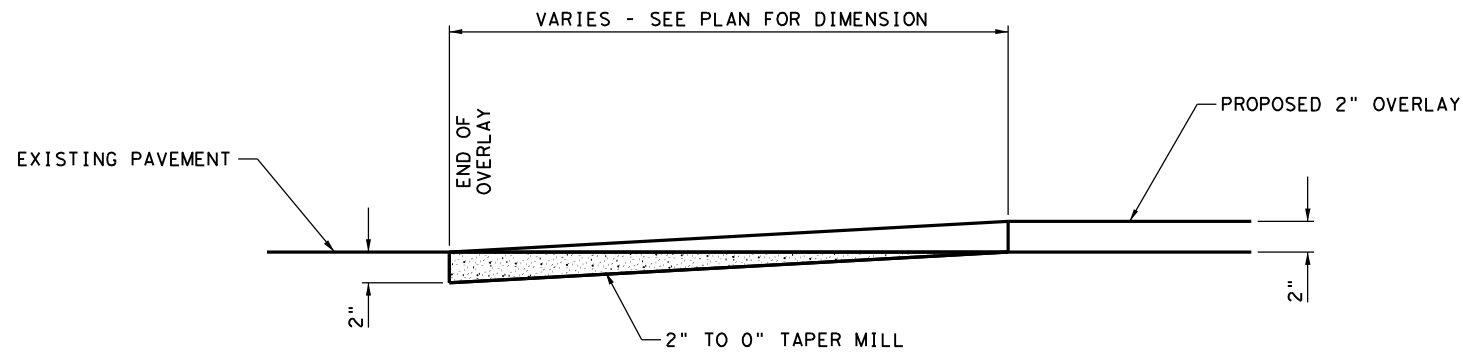 VARIES - SEE PLAN FOR DIMENSION
PROPOSED 2" OVERLAY
END OF
OVERLAY
EXISTING PAVEMENT
2"
2"
2" TO 0" TAPER MILL